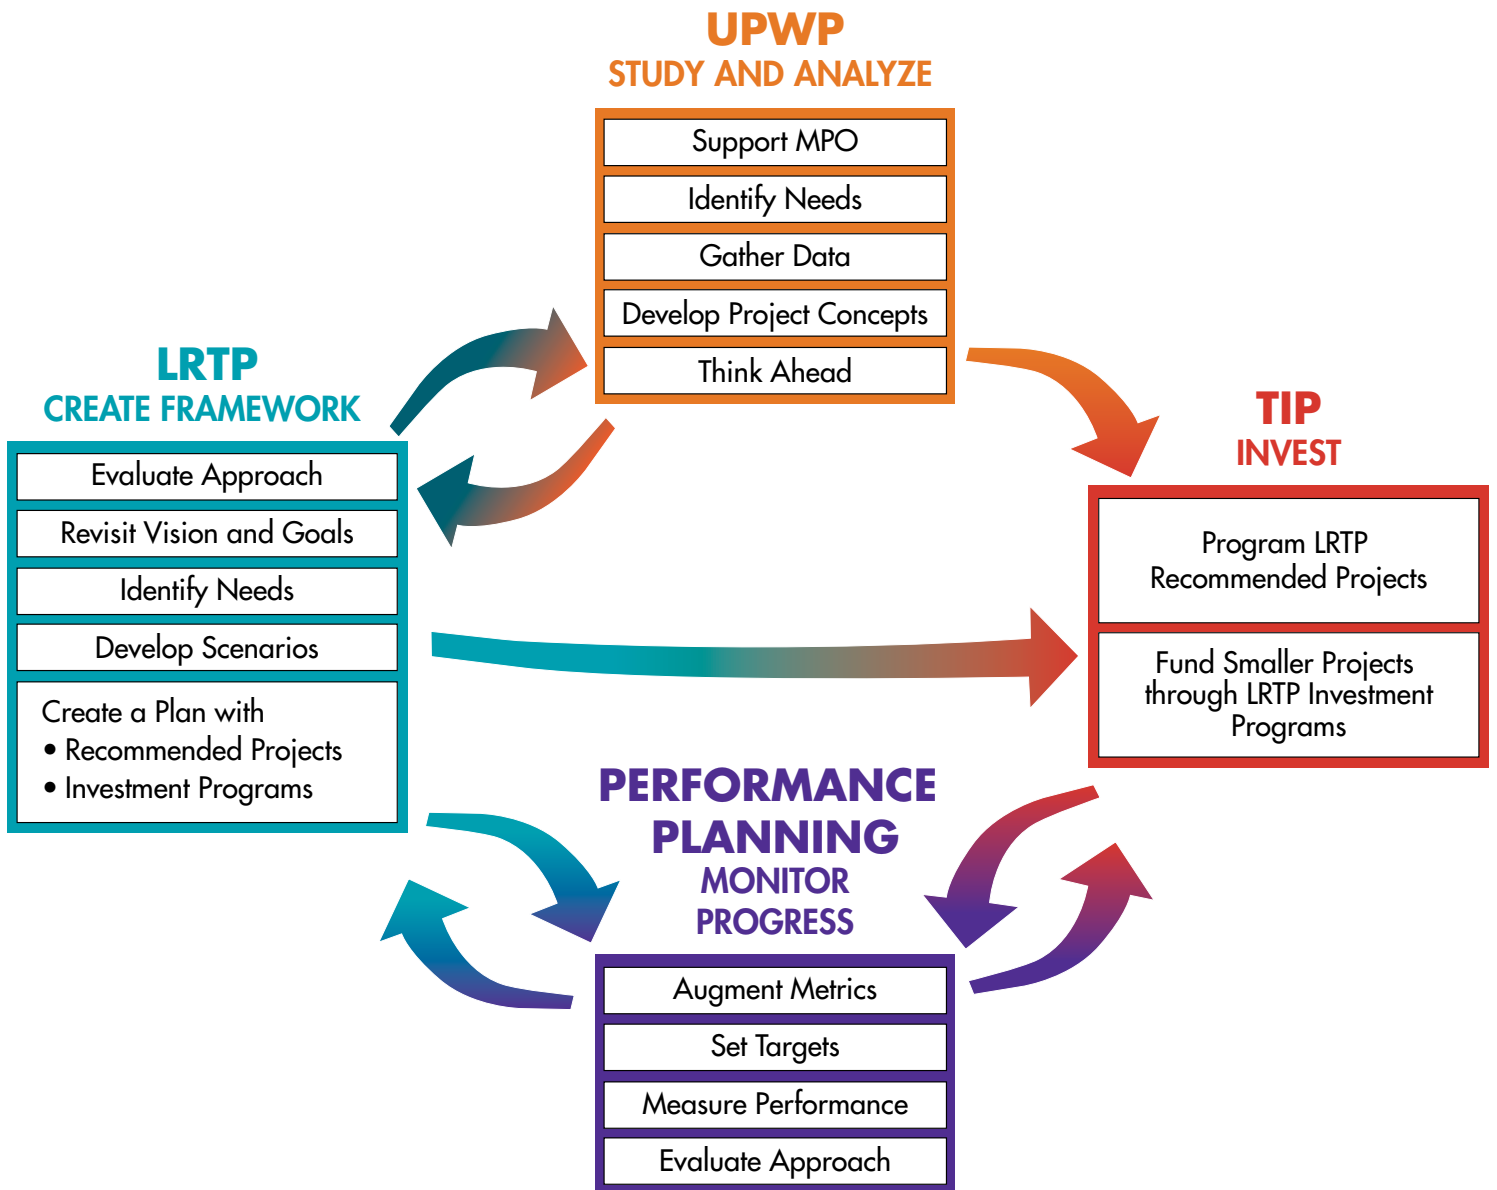 UPWP
STUDY AND ANALYZE
Support MPO
Identify Needs
Gather Data
Develop Project Concepts
Think Ahead
LRTP
CREATE FRAMEWORK
Evaluate Approach
Revisit Vision and Goals
Identify Needs
Develop Scenarios
Create a Plan with
• Recommended Projects
• Investment Programs
TIP
INVEST
Program LRTP
Recommended Projects
Fund Smaller Projects
through LRTP Investment
Programs
PERFORMANCE
PLANNING
MONITOR
PROGRESS
Augment Metrics
Set Targets
Measure Performance
Evaluate Approach